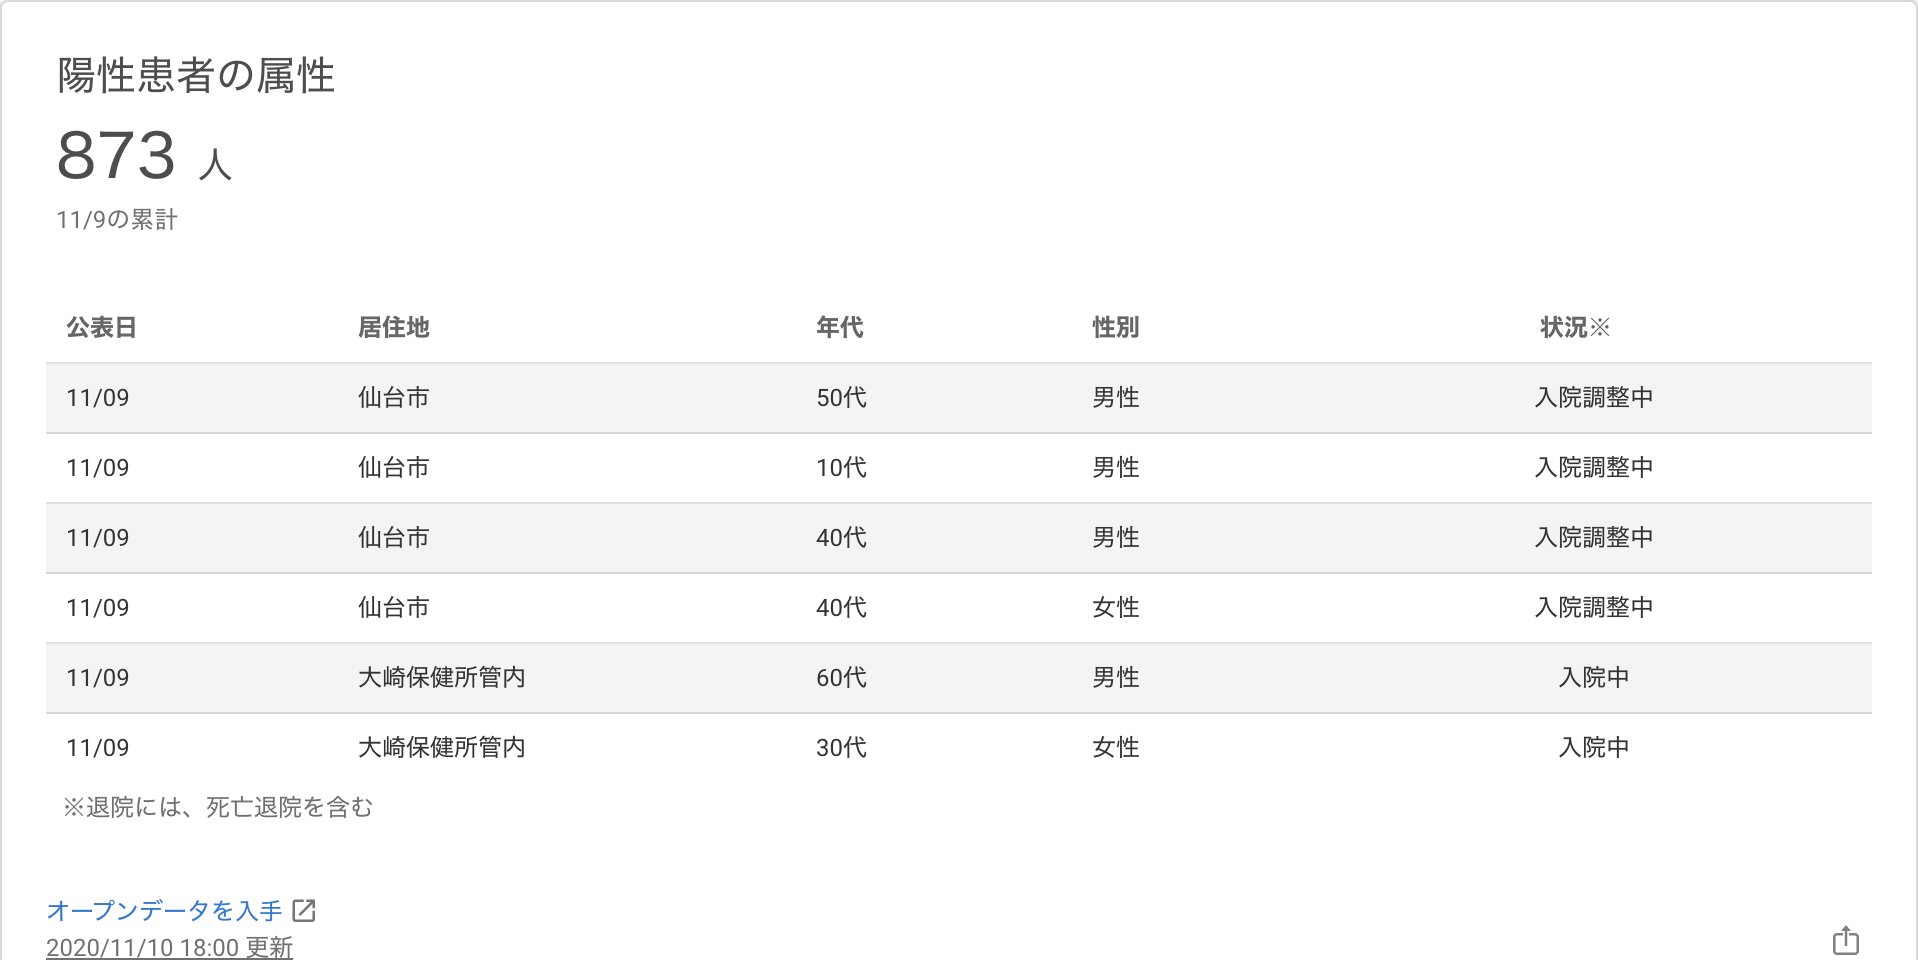 陽性患者の属性
873 人
11/9の累計
公表日 居住地 年代 性別 状況※
11/09 仙台市 50代 男性 入院調整中
11/09 仙台市 10代 男性 入院調整中
11/09 仙台市 40代 男性 入院調整中
11/09 仙台市 40代 女性 入院調整中
11/09 大崎保健所管内 60代 男性 入院中
11/09 大崎保健所管内 30代 女性 入院中
※退院には、死亡退院を含む
オープンデータを入手
2020/11/10 18:00 更新